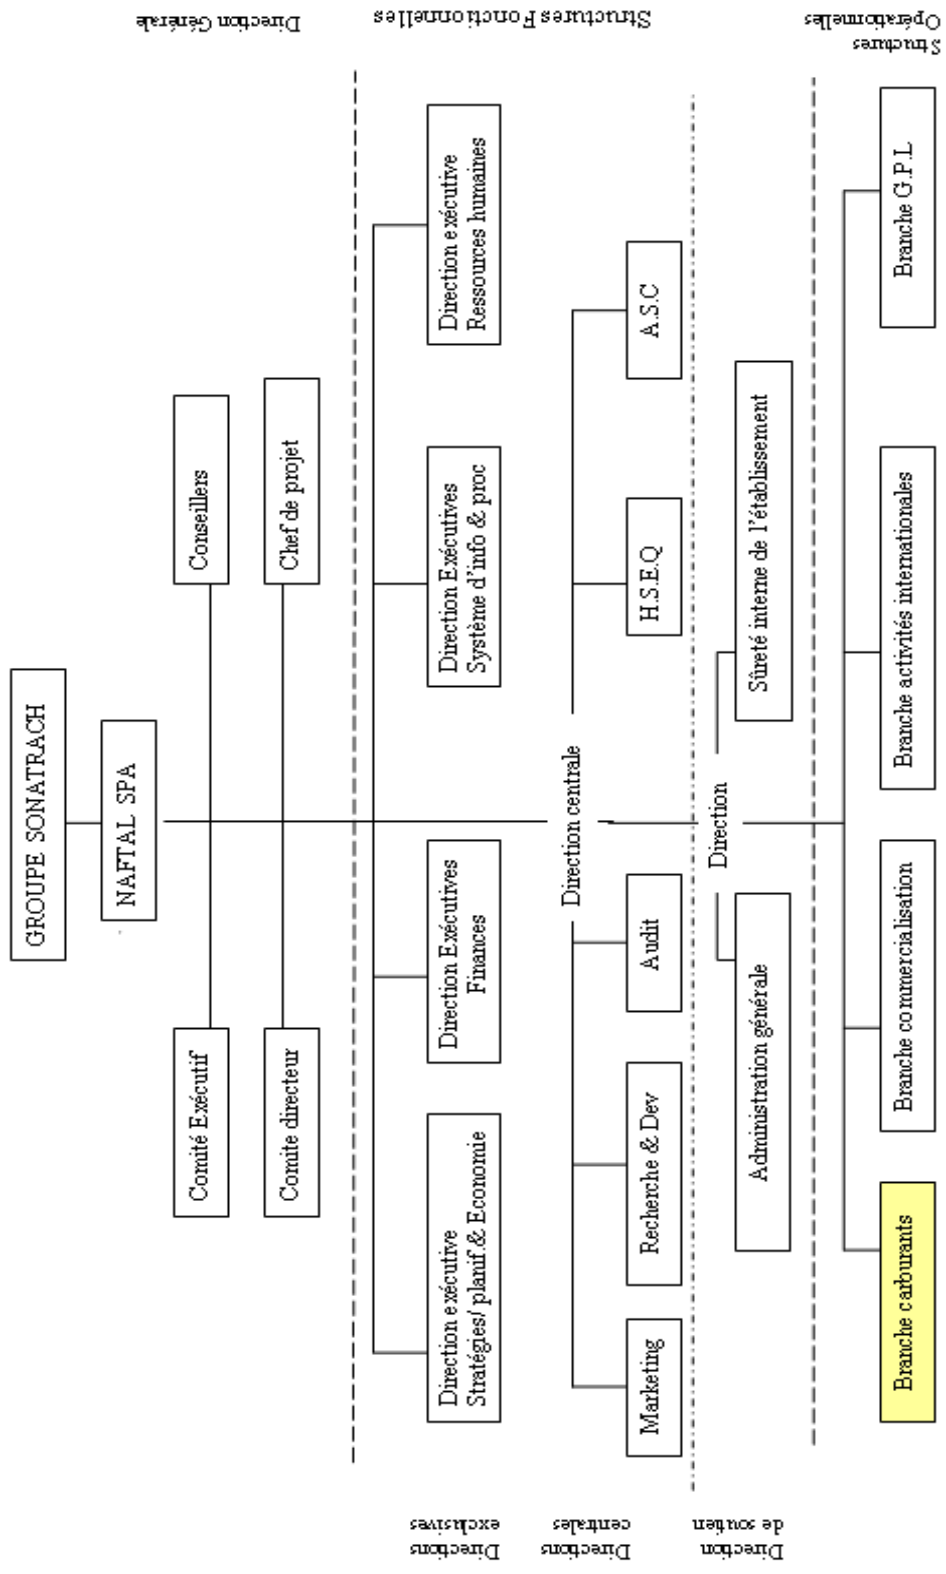 GROUPE SONATRACH
NAFTAL SPA
Direction Générale
Comité Exécutif
Conseillers
Comite directeur
Chef de projet
Structures Fonctionnelles
Directions
exclusives
Direction exécutive
Stratégies/ planif.& Economie
Direction Exécutives
Finances
Direction Exécutives
Système d'info & proc
Direction exécutive
Ressources humaines
Directions
centrales
Direction centrale
Marketing
Recherche & Dev
Audit
H.S.E.Q
A.S.C
Direction
de soutien
Direction
Administration générale
Sûreté interne de l'établissement
Structures
Opérationnelles
Branche carburants
Branche commercialisation
Branche activités internationales
Branche G.P.L